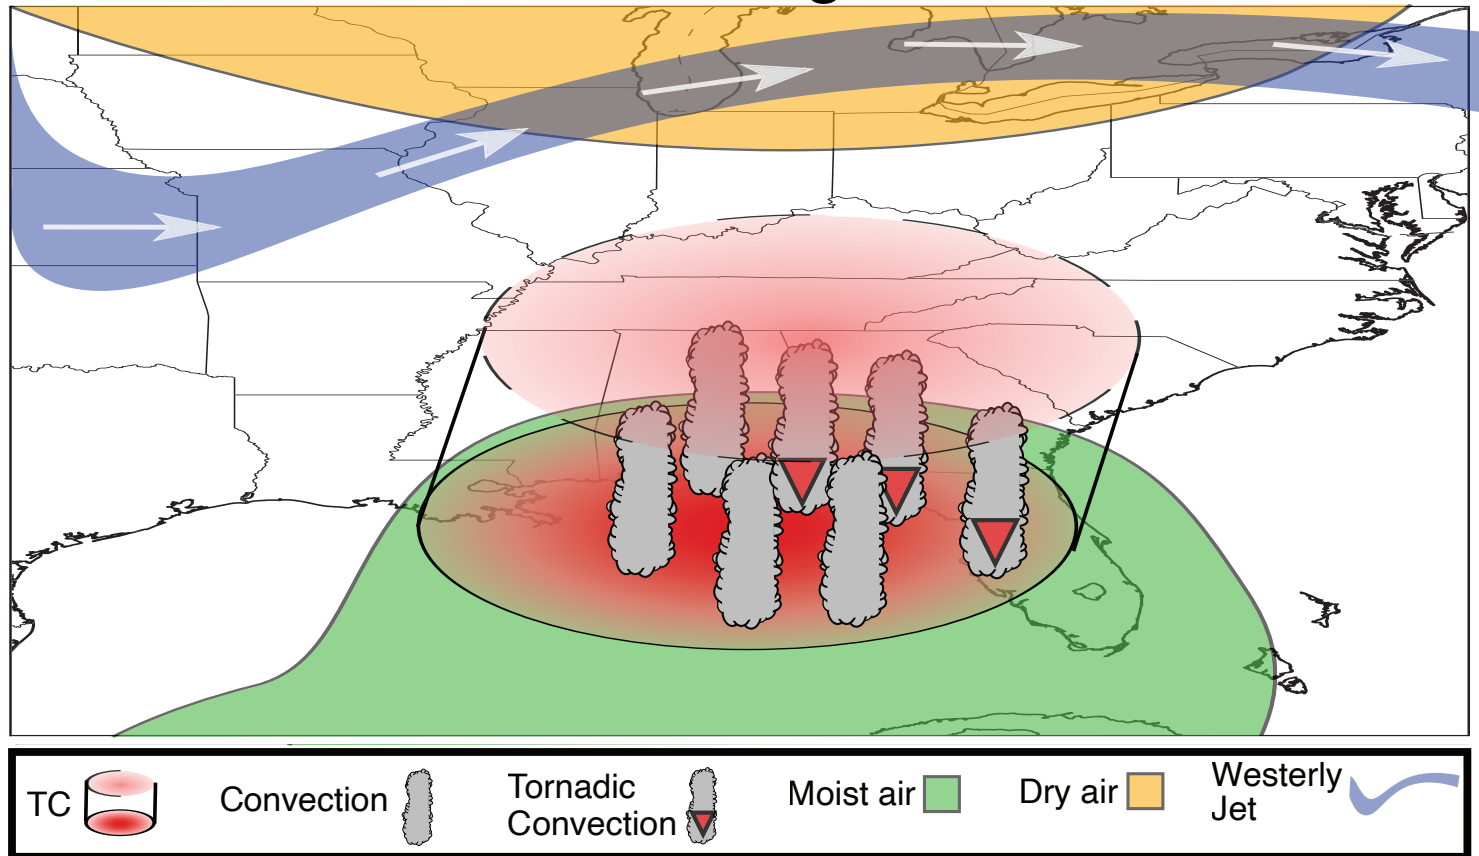 TC
Convection
Tornadic
Convection
Moist air
Dry air
Westerly
Jet